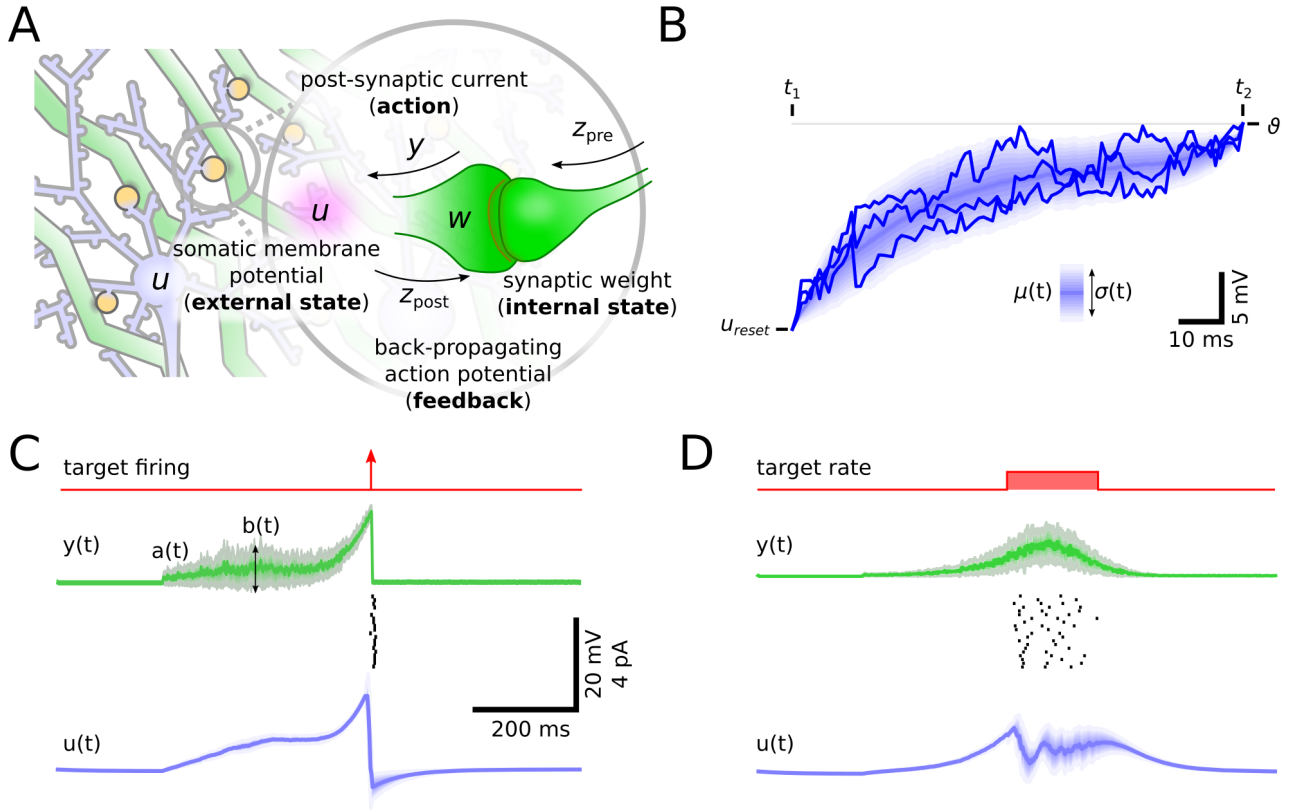 A
post-synaptic current
(action)
y
z_pre
u
w
somatic membrane
potential
(external state)
u
z_post
synaptic weight
(internal state)
back-propagating
action potential
(feedback)
B
t_1
t_2
ϑ
u_reset
μ(t)
σ(t)
5 mV
10 ms
C
target firing
y(t)
a(t)
b(t)
20 mV
4 pA
200 ms
u(t)
D
target rate
y(t)
u(t)